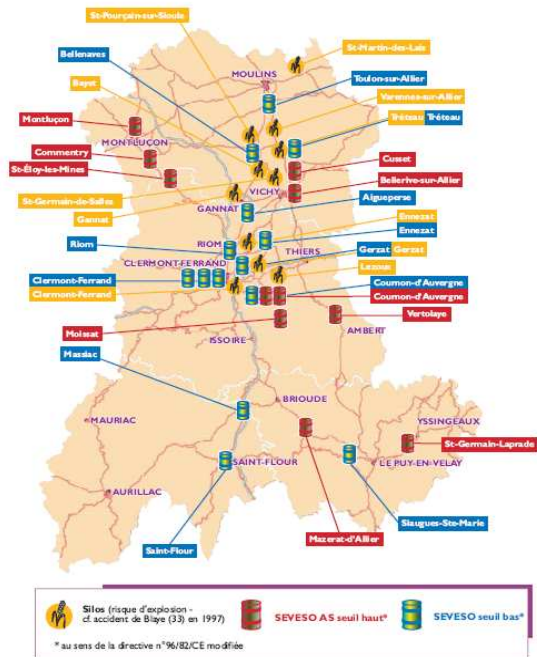 St-Pourçain-sur-Sioule
St-Martin-des-Laix
Bellenaves
MOULINS
Toulon-sur-Allier
Bayet
Varennes-sur-Allier
Tréteau Tréteau
Montluçon
MONTLUÇON
Commentry
Cusset
St-Éloy-les-Mines
VICHY
Bellerive-sur-Allier
St-Germain-de-Salles
Aigueperse
Gannat
GANNAT
Ennezat
Ennezat
Riom
RIOM
THIERS
Gerzat Gerzat
CLERMONT-FERRAND
Lezoux
Clermont-Ferrand
Cournon-d'Auvergne
Clermont-Ferrand
Cournon-d'Auvergne
Vertolaye
Moissat
AMBERT
ISSOIRE
Massiac
BRIOUDE
YSSINGEAUX
MAURIAC
St-Germain-Laprade
SAINT-FLOUR
LE PUY-EN-VELAY
AURILLAC
Siaugues-Ste-Marie
Saint-Flour
Mazerat-d'Allier
Silos (risque d'explosion -
cf. accident de Blaye (33) en 1997)
SEVESO AS seuil haut*
SEVESO seuil bas*
* au sens de la directive n°96/82/CE modifiée